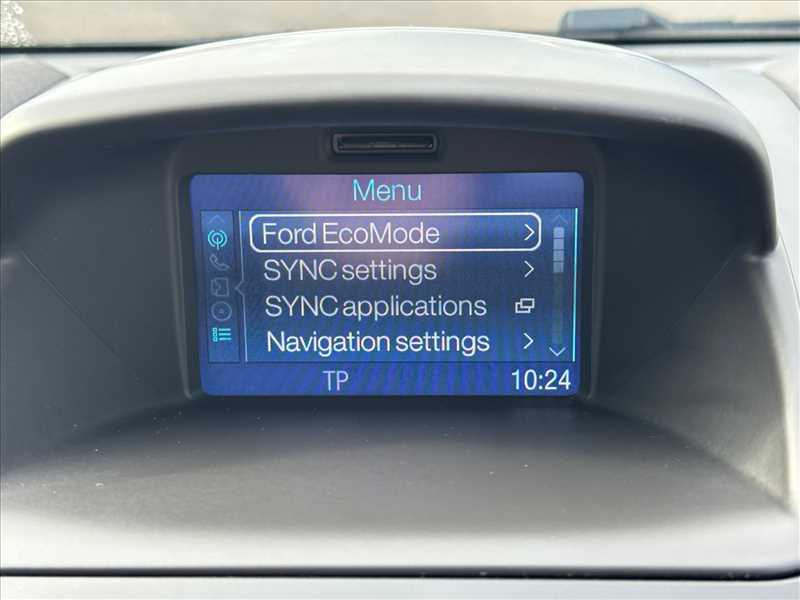 Menu
Ford EcoMode
SYNC settings
SYNC applications
Navigation settings
TP
10:24